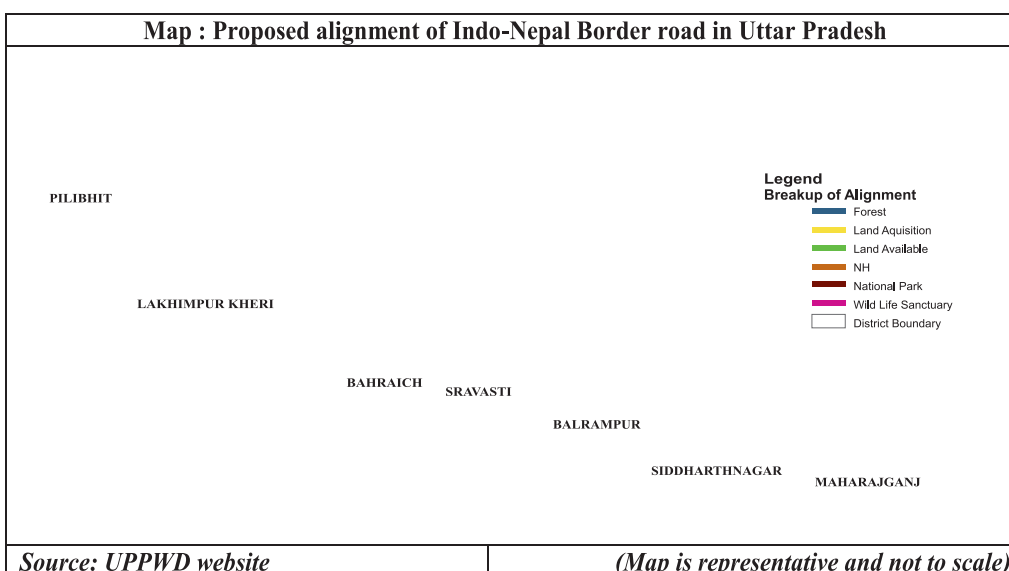 Map : Proposed alignment of Indo-Nepal Border road in Uttar Pradesh
PILIBHIT
Legend
Breakup of Alignment
Forest
Land Aquisition
Land Available
NH
National Park
Wild Life Sanctuary
District Boundary
LAKHIMPUR KHERI
BAHRAICH
SRAVASTI
BALRAMPUR
SIDDHARTHNAGAR
MAHARAJGANJ
Source: UPPWD website
(Map is representative and not to scale)